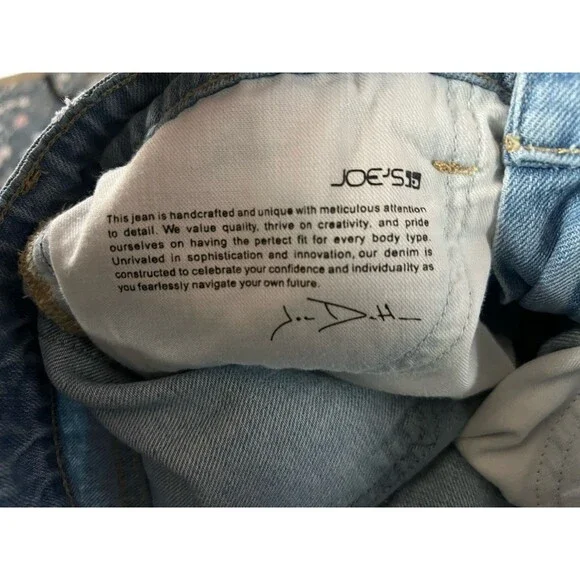 JOE'S
This jean is handcrafted and unique with meticulous attention
to detail. We value quality, thrive on creativity, and pride
ourselves on having the perfect fit for every body type.
Unrivaled in sophistication and innovation, our denim is
constructed to celebrate your confidence and individuality as
you fearlessly navigate your own future.
Joe